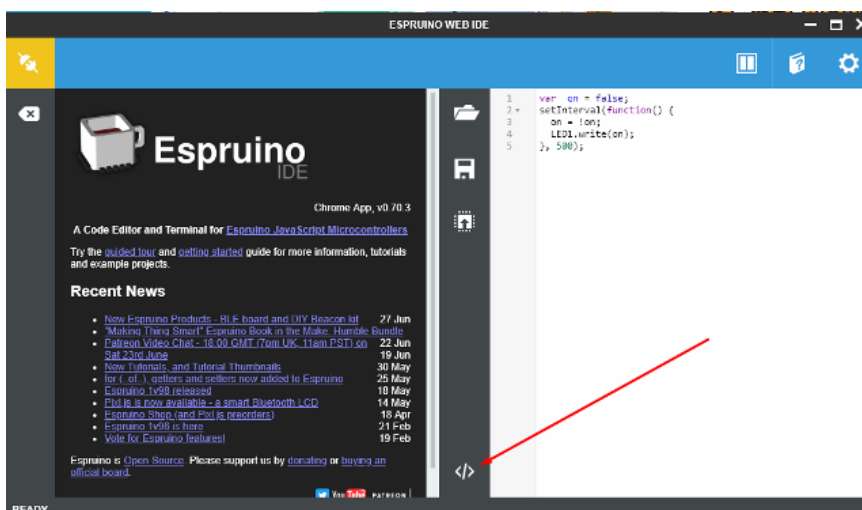 ESPRUINO WEB IDE
Espruino
IDE
Chrome App, v0.70.3
A Code Editor and Terminal for Espruino JavaScript Microcontrollers
Try the guided tour and getting started guide for more information, tutorials
and example projects.
Recent News
New Espruino Products - BLE board and DIY Beacon kit 27 Jun
"Making Thing Smart" Espruino Book in the Make: Humble Bundle
Patreon Video Chat - 18:00 GMT (7pm UK, 11am PST) on 22 Jun
Sat 23rd June 19 Jun
New Tutorials, and Tutorial Thumbnails 30 May
for (..of..), getters and setters now added to Espruino 25 May
Espruino 1v98 released 18 May
Pixl.js is now available - a smart Bluetooth LCD 14 May
Espruino Shop (and Pixl.js preorders) 18 Apr
Espruino 1v96 is here 21 Feb
Vote for Espruino features! 19 Feb
Espruino is Open Source. Please support us by donating or buying an
official board.
YouTube PATREON
1 var on = false;
2 setInterval(function() {
3 on = !on;
4 LED1.write(on);
5 }, 500);
</>
READY